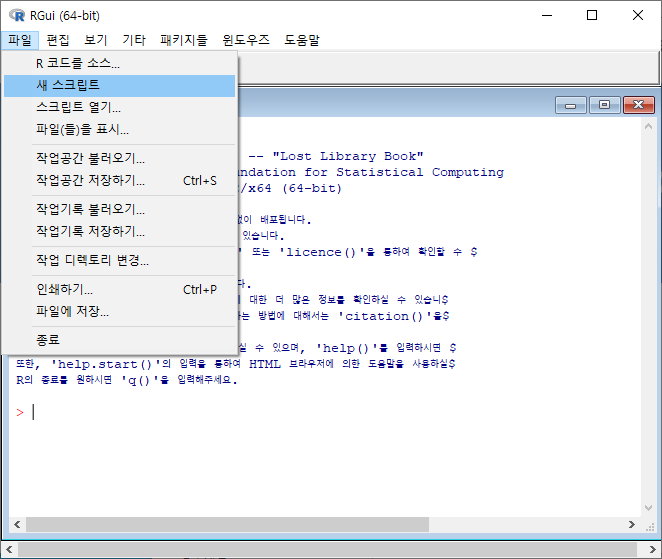 RGui (64-bit)
파일 편집 보기 기타 패키지들 윈도우즈 도움말
R 코드를 소스...
새 스크립트
스크립트 열기...
파일(들)을 표시...
작업공간 불러오기...
작업공간 저장하기... Ctrl+S
작업기록 불러오기...
작업기록 저장하기...
작업 디렉토리 변경...
인쇄하기... Ctrl+P
파일에 저장...
종료
-- "Lost Library Book"
ndation for Statistical Computing
/x64 (64-bit)
없이 배포됩니다.
있습니다.
' 또는 'licence()'을 통하여 확인할 수 $
다.
대한 더 많은 정보를 확인하실 수 있습니$
하는 방법에 대해서는 'citation()'을$
실 수 있으며, 'help()'를 입력하시면 $
또한, 'help.start()'의 입력을 통하여 HTML 브라우저에 의한 도움말을 사용하실$
R의 종료를 원하시면 'q()'을 입력해주세요.
>